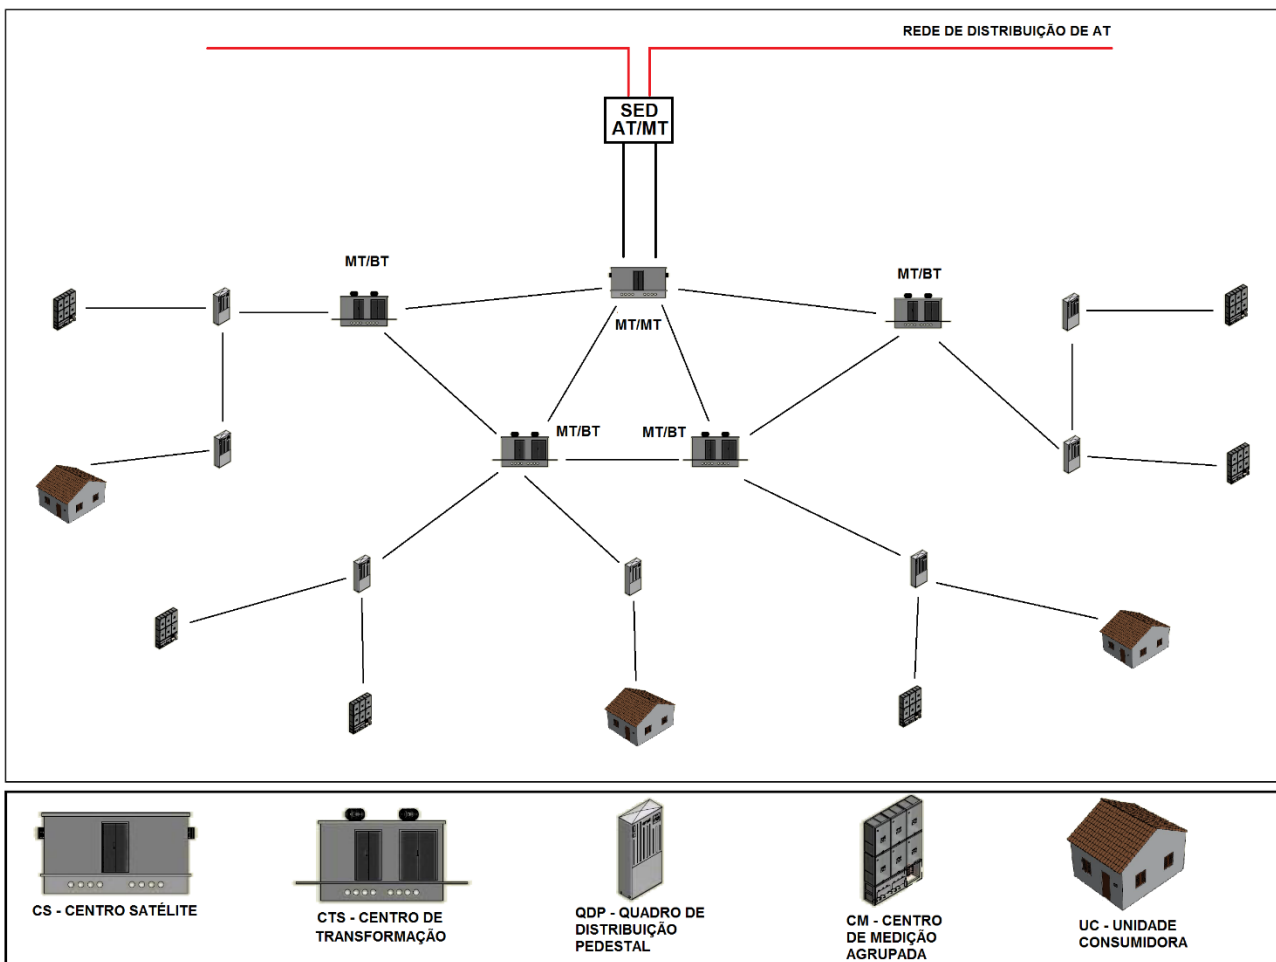 REDE DE DISTRIBUIÇÃO DE AT
SED
AT/MT
MT/BT
MT/BT
MT/MT
MT/BT
MT/BT
CS - CENTRO SATÉLITE
CTS - CENTRO DE
TRANSFORMAÇÃO
QDP - QUADRO DE
DISTRIBUIÇÃO
PEDESTAL
CM - CENTRO
DE MEDIÇÃO
AGRUPADA
UC - UNIDADE
CONSUMIDORA